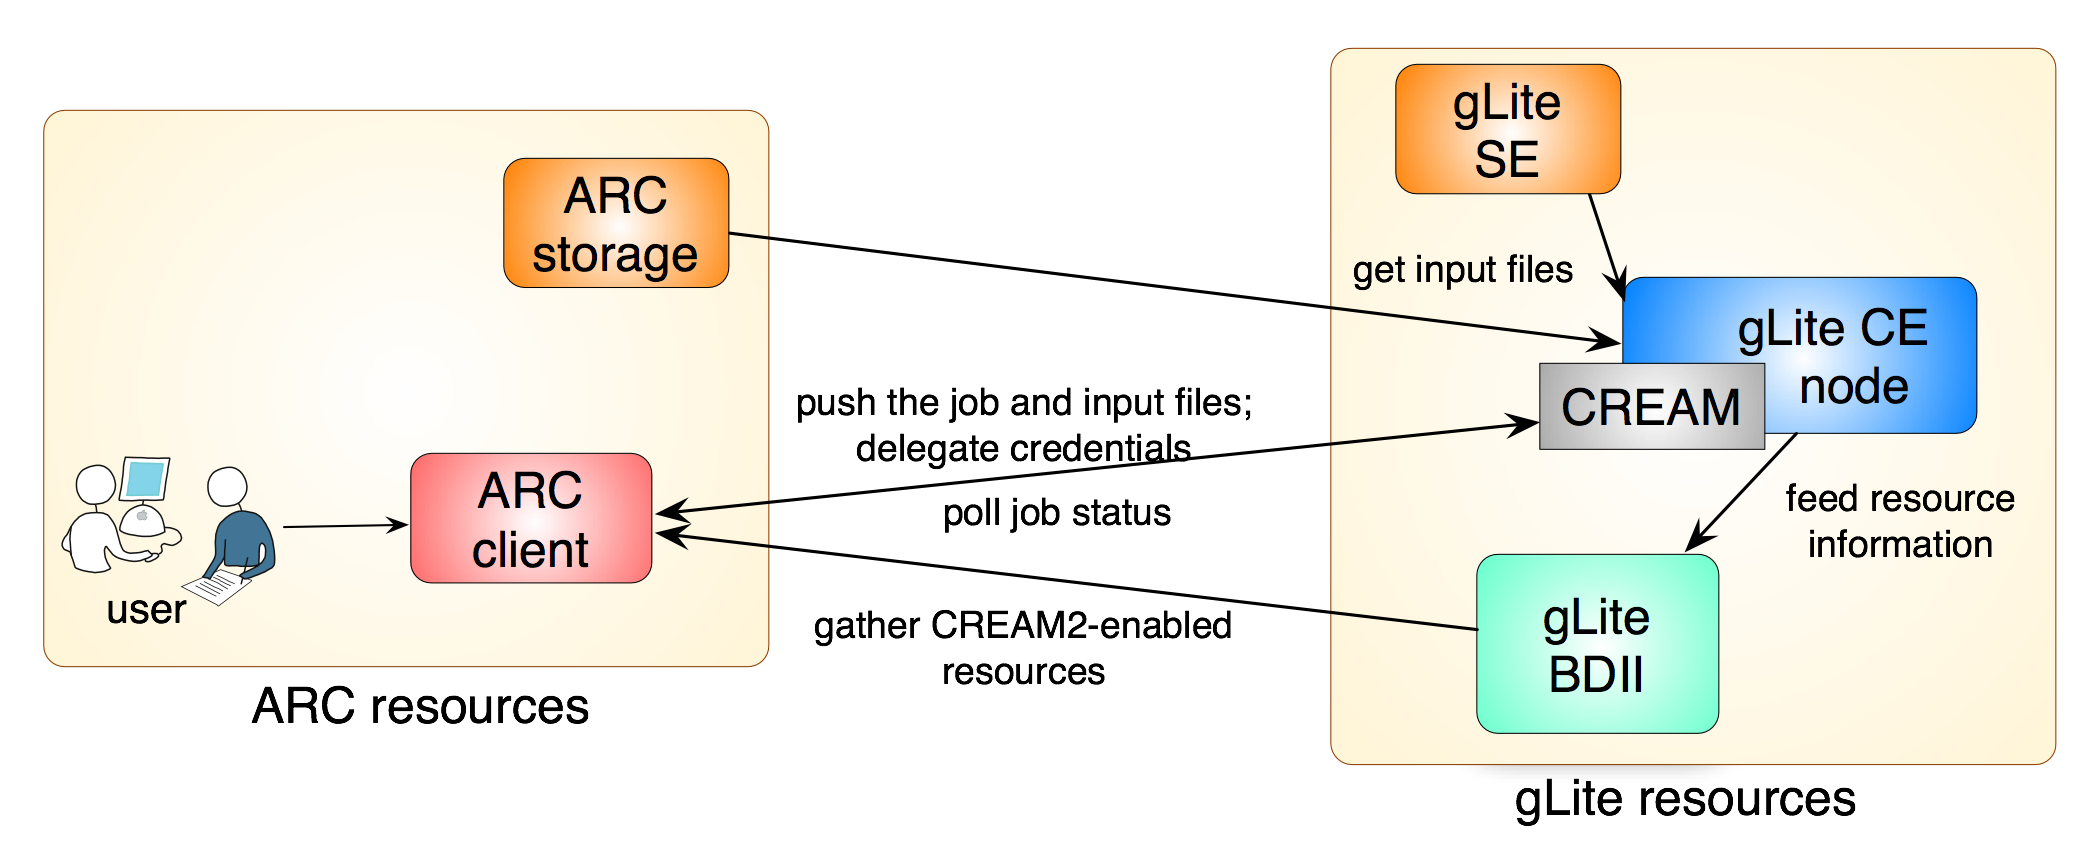 gLite
SE
ARC
storage
get input files
gLite CE
node
CREAM
push the job and input files;
delegate credentials
poll job status
ARC
client
user
feed resource
information
gather CREAM2-enabled
resources
gLite
BDII
ARC resources
gLite resources